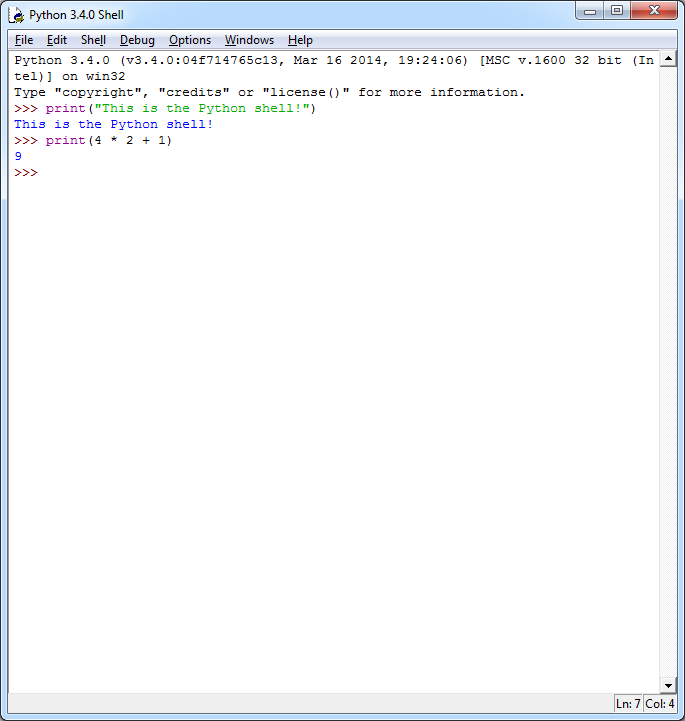 Python 3.4.0 Shell
File Edit Shell Debug Options Windows Help
Python 3.4.0 (v3.4.0:04f714765c13, Mar 16 2014, 19:24:06) [MSC v.1600 32 bit (In
tel)] on win32
Type "copyright", "credits" or "license()" for more information.
>>> print("This is the Python shell!")
This is the Python shell!
>>> print(4 * 2 + 1)
9
>>>
Ln: 7 Col: 4